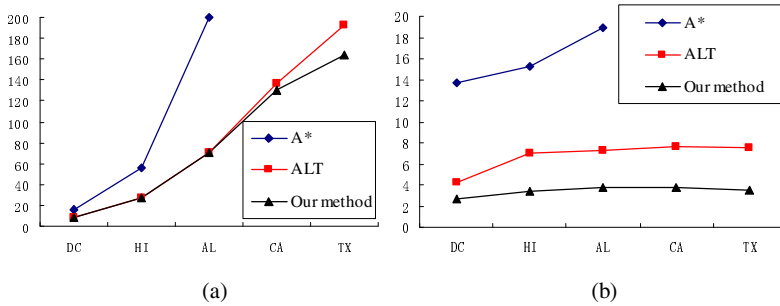 200
180
160
140
120
100
80
60
40
20
0
DC HI AL CA TX
A*
ALT
Our method
(a)
20
18
16
14
12
10
8
6
4
2
0
DC HI AL CA TX
A*
ALT
Our method
(b)